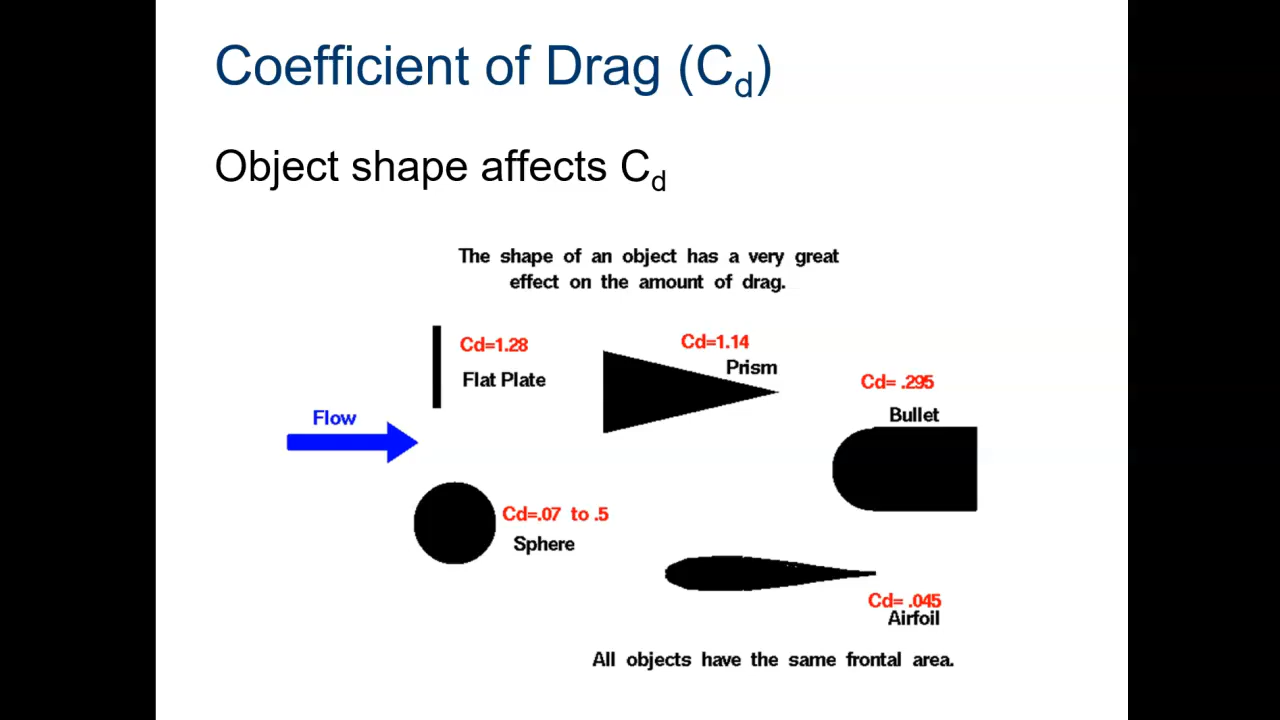 Coefficient of Drag (Cd)
Object shape affects Cd
The shape of an object has a very great
effect on the amount of drag.
Cd=1.28
Flat Plate
Cd=1.14
Prism
Cd= .295
Bullet
Flow
Cd=.07 to .5
Sphere
Cd= .045
Airfoil
All objects have the same frontal area.